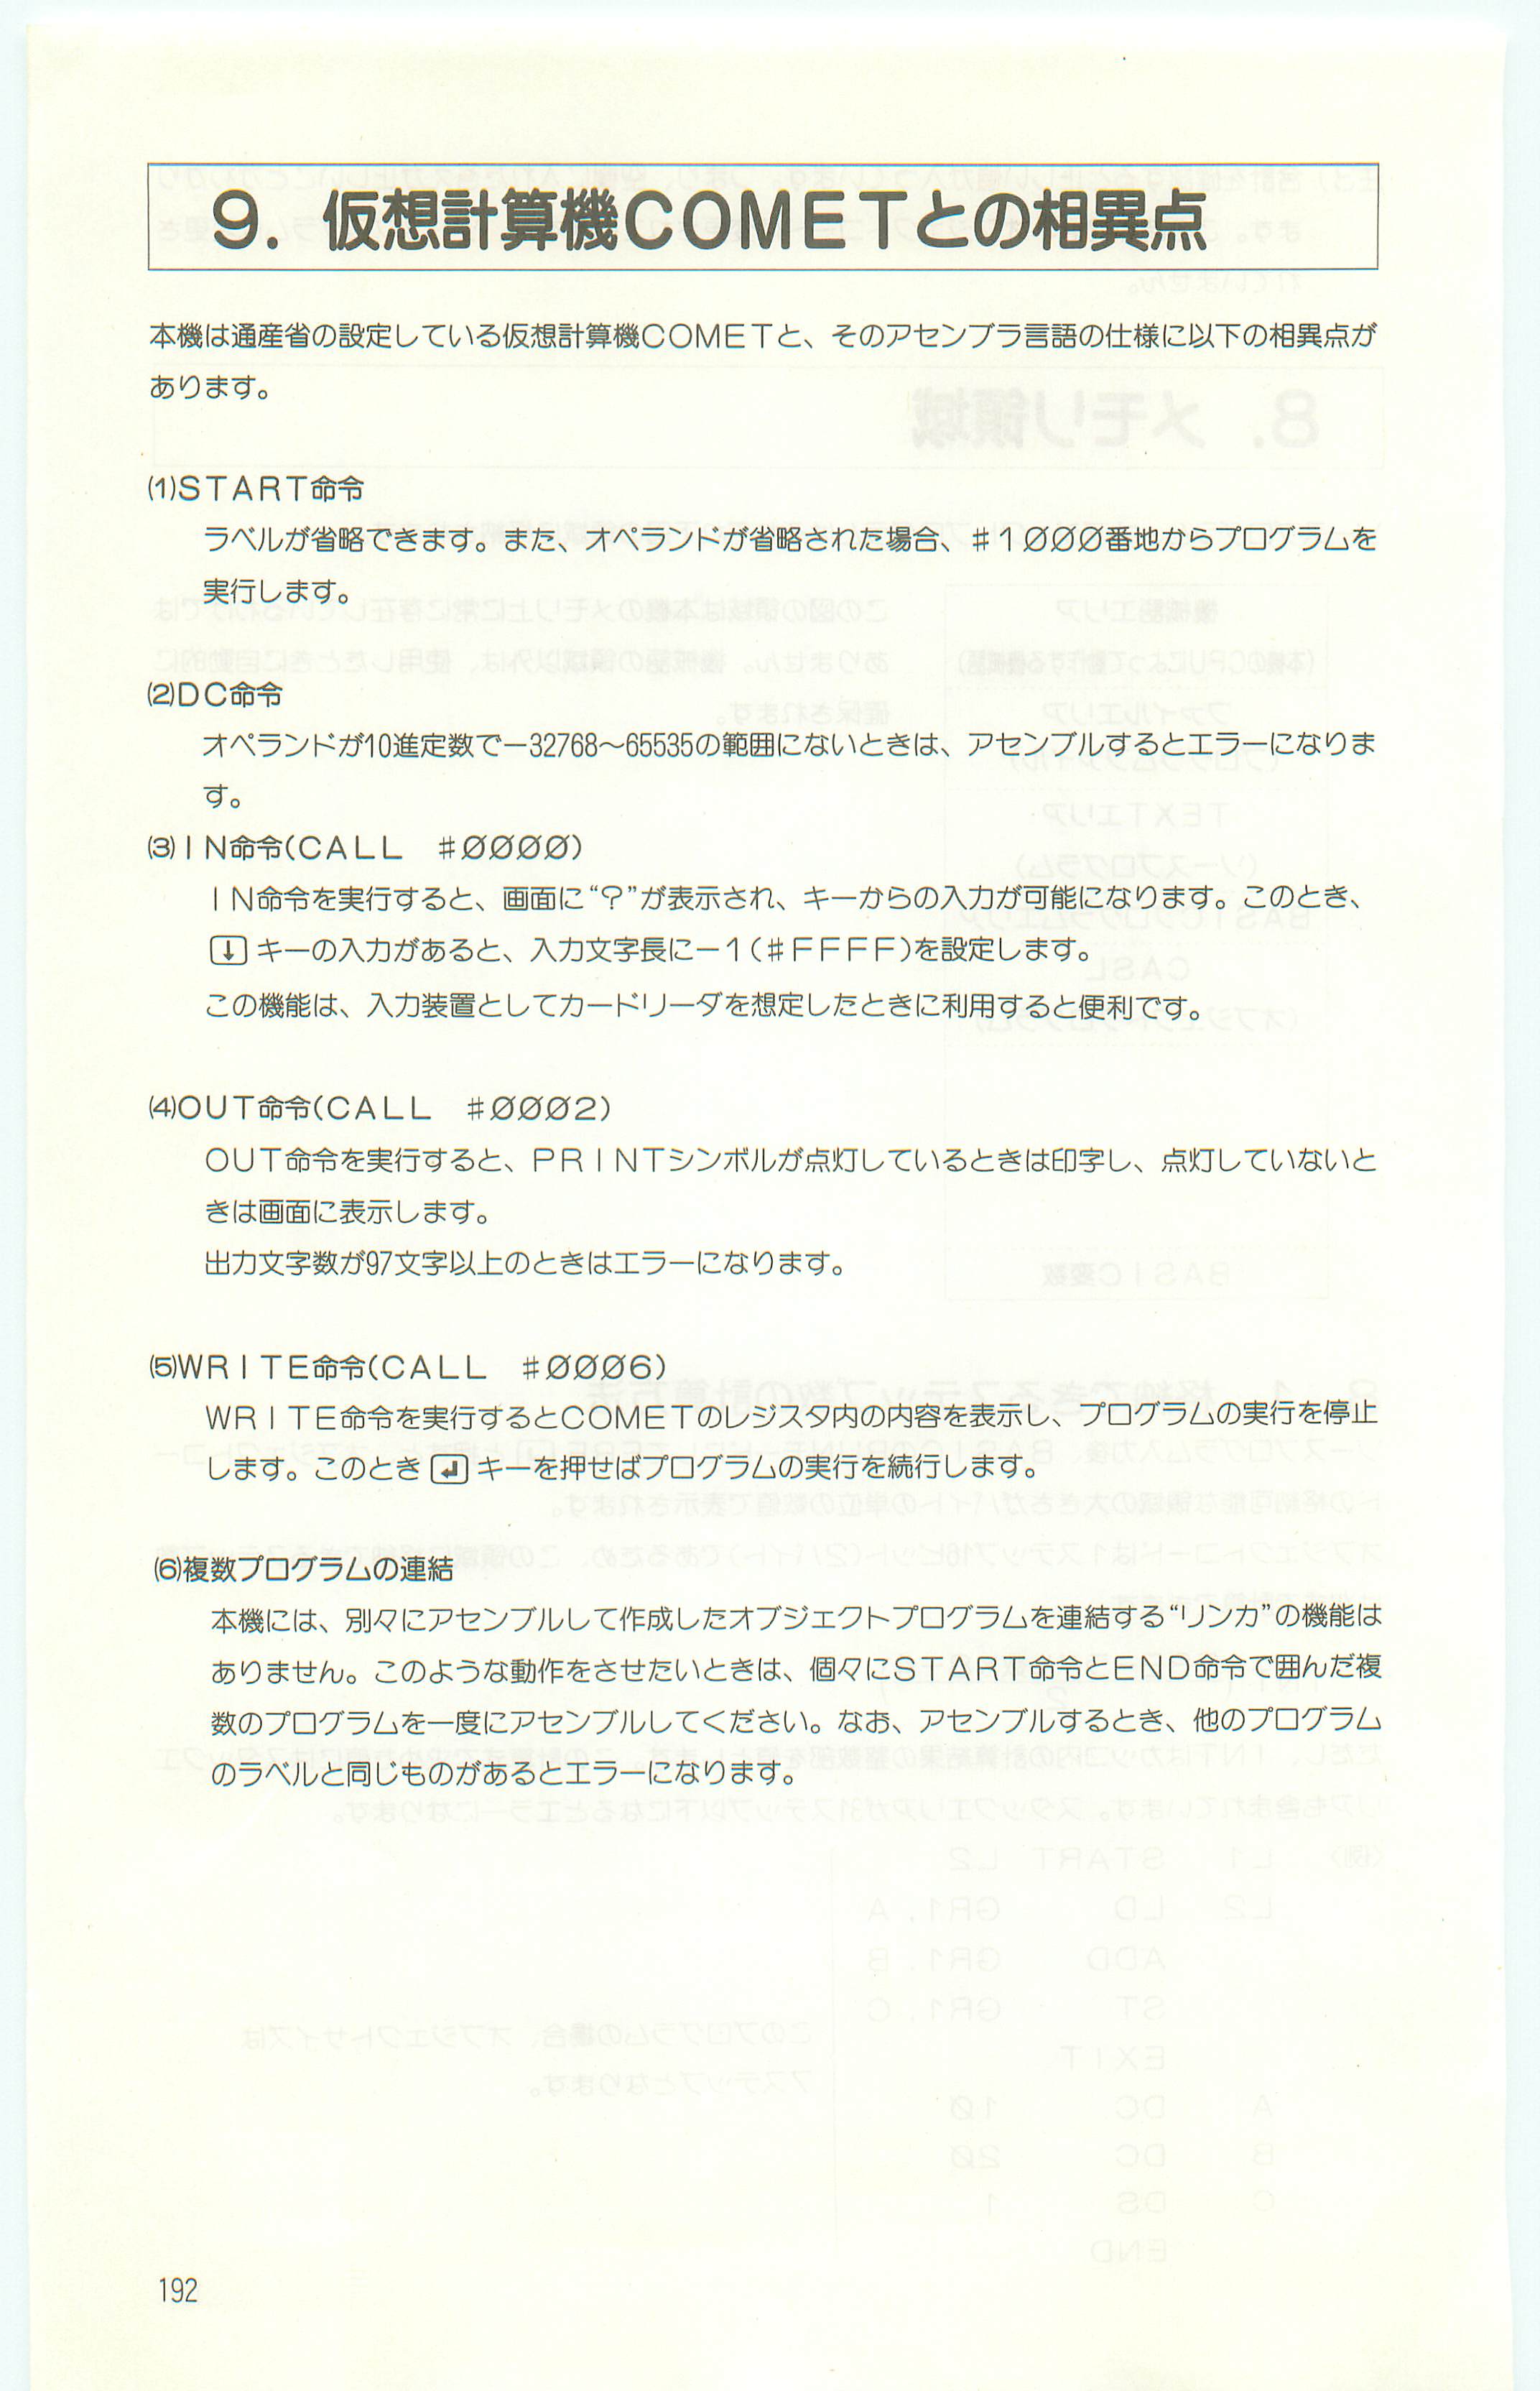 9. 仮想計算機COMETとの相異点
本機は通産省の設定している仮想計算機COMETと、そのアセンブラ言語の仕様に以下の相異点が
あります。
⑴START命令
ラベルが省略できます。また、オペランドが省略された場合、#1000番地からプログラムを
実行します。
⑵DC命令
オペランドが10進定数で－32768～65535の範囲にないときは、アセンブルするとエラーになりま
す。
⑶IN命令(CALL #0000)
IN命令を実行すると、画面に“?”が表示され、キーからの入力が可能になります。このとき、
↓キーの入力があると、入力文字長に－1(#FFFF)を設定します。
この機能は、入力装置としてカードリーダを想定したときに利用すると便利です。
⑷OUT命令(CALL #0002)
OUT命令を実行すると、PRINTシンボルが点灯しているときは印字し、点灯していないと
きは画面に表示します。
出力文字数が97文字以上のときはエラーになります。
⑸WRITE命令(CALL #0006)
WRITE命令を実行するとCOMETのレジスタ内の内容を表示し、プログラムの実行を停止
します。このとき↲キーを押せばプログラムの実行を続行します。
⑹複数プログラムの連結
本機には、別々にアセンブルして作成したオブジェクトプログラムを連結する“リンカ”の機能は
ありません。このような動作をさせたいときは、個々にSTART命令とEND命令で囲んだ複
数のプログラムを一度にアセンブルしてください。なお、アセンブルするとき、他のプログラム
のラベルと同じものがあるとエラーになります。
192